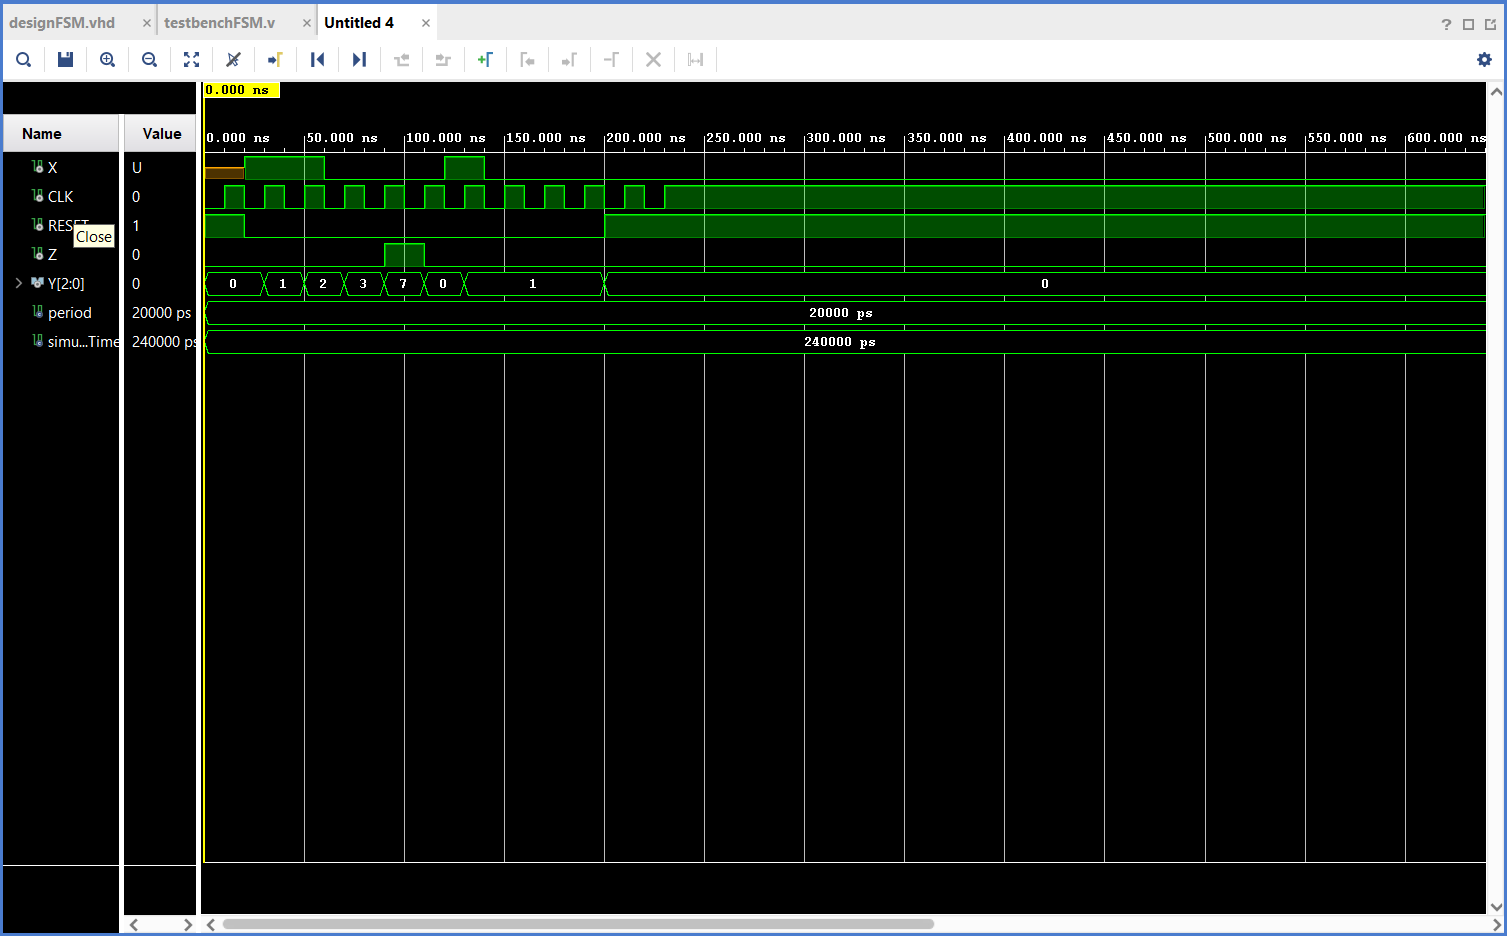 designFSM.vhd × testbenchFSM.v × Untitled 4 ×
?
0.000 ns
Name Value
0.000 ns 50.000 ns 100.000 ns 150.000 ns 200.000 ns 250.000 ns 300.000 ns 350.000 ns 400.000 ns 450.000 ns 500.000 ns 550.000 ns 600.000 ns
X U
CLK 0
RESET 1
Close
Z 0
Y[2:0] 0 0 1 2 3 7 0 1 0
period 20000 ps 20000 ps
simu...Time 240000 ps 240000 ps